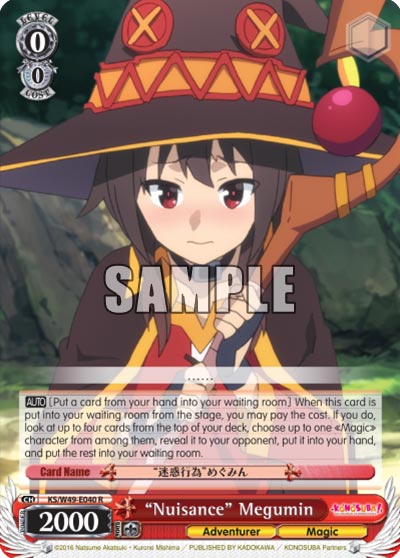 LEVEL
0
0
COST
SAMPLE
......
AUTO [Put a card from your hand into your waiting room] When this card is
put into your waiting room from the stage, you may pay the cost. If you do,
look at up to four cards from the top of your deck, choose up to one «Magic»
character from among them, reveal it to your opponent, put it into your hand,
and put the rest into your waiting room.
Card Name
"迷惑行為"めぐみん
CH KS/W49-E040 R
KONOSUBA
POWER
2000
"Nuisance" Megumin
Adventurer
Magic
©2016 Natsume Akatsuki・Kurone Mishima / PUBLISHED BY KADOKAWA / KONOSUBA Partners